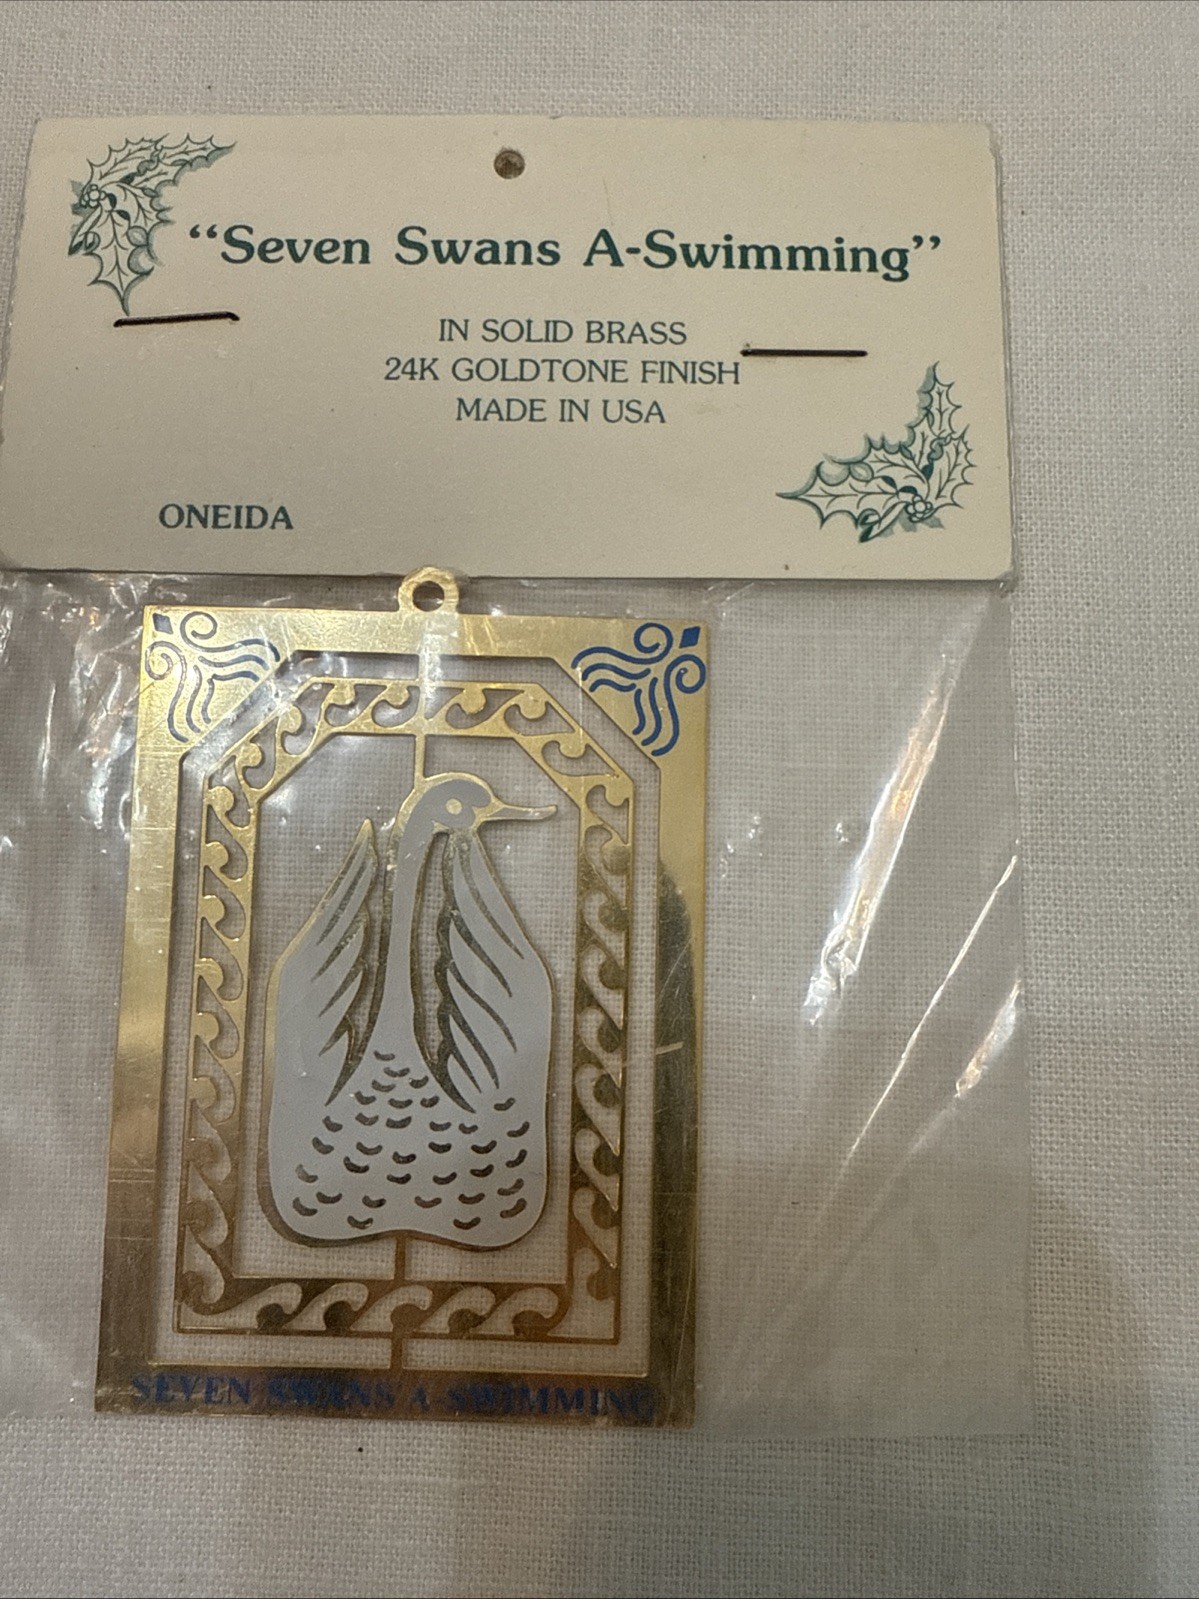 “Seven Swans A-Swimming”
IN SOLID BRASS
24K GOLDTONE FINISH
MADE IN USA
ONEIDA
SEVEN SWANS A-SWIMMING